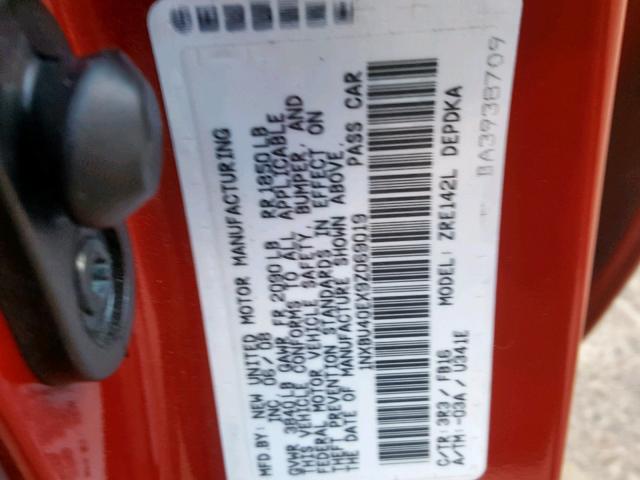 MFD BY: NEW UNITED MOTOR MANUFACTURING
INC 06/08
GVWR 3840LB GAWR FR 2090LB RR 1850LB
THIS VEHICLE CONFORMS TO ALL APPLICABLE
FEDERAL MOTOR VEHICLE SAFETY, BUMPER, AND
THEFT PREVENTION STANDARDS IN EFFECT ON
THE DATE OF MANUFACTURE SHOWN ABOVE.
1NXBU40EX9Z069019 PASS CAR
C/TR: 3R3 / FB16 MODEL: ZRE142L DEPDKA
A/TM: -03A / U341E
BA3938709